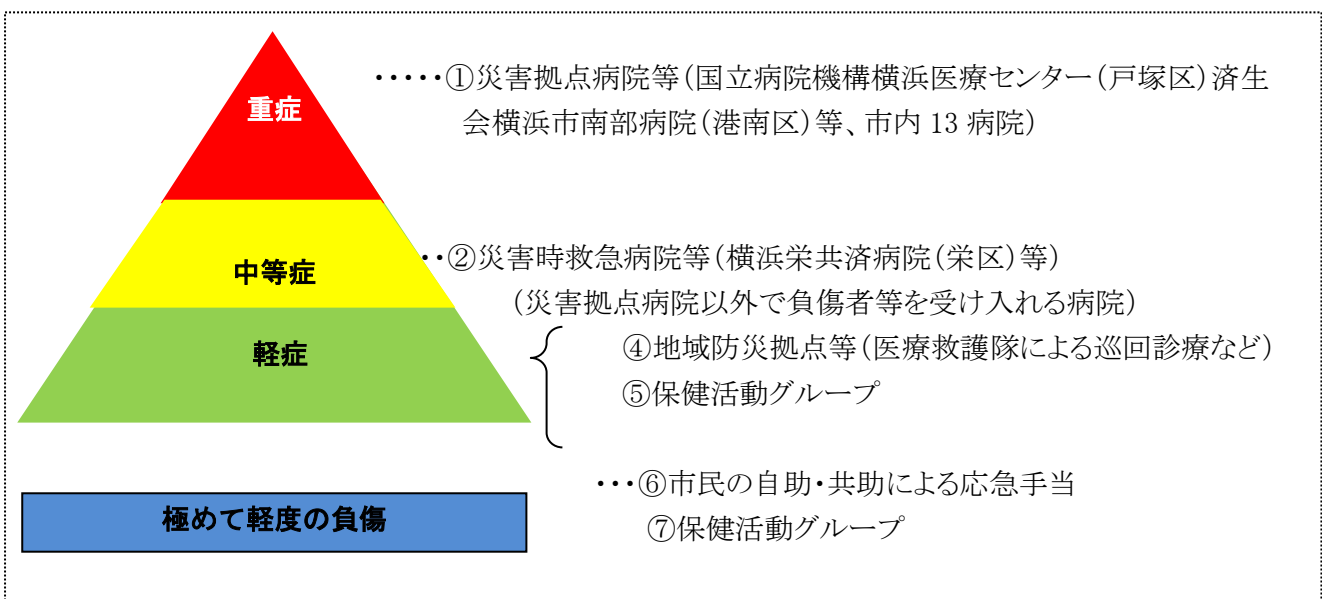 重症
・・・・・①災害拠点病院等(国立病院機構横浜医療センター(戸塚区)済生
会横浜市南部病院(港南区)等、市内 13 病院)
中等症
・・②災害時救急病院等(横浜栄共済病院(栄区)等)
(災害拠点病院以外で負傷者等を受け入れる病院)
軽症
④地域防災拠点等(医療救護隊による巡回診療など)
⑤保健活動グループ
極めて軽度の負傷
・・・⑥市民の自助・共助による応急手当
⑦保健活動グループ